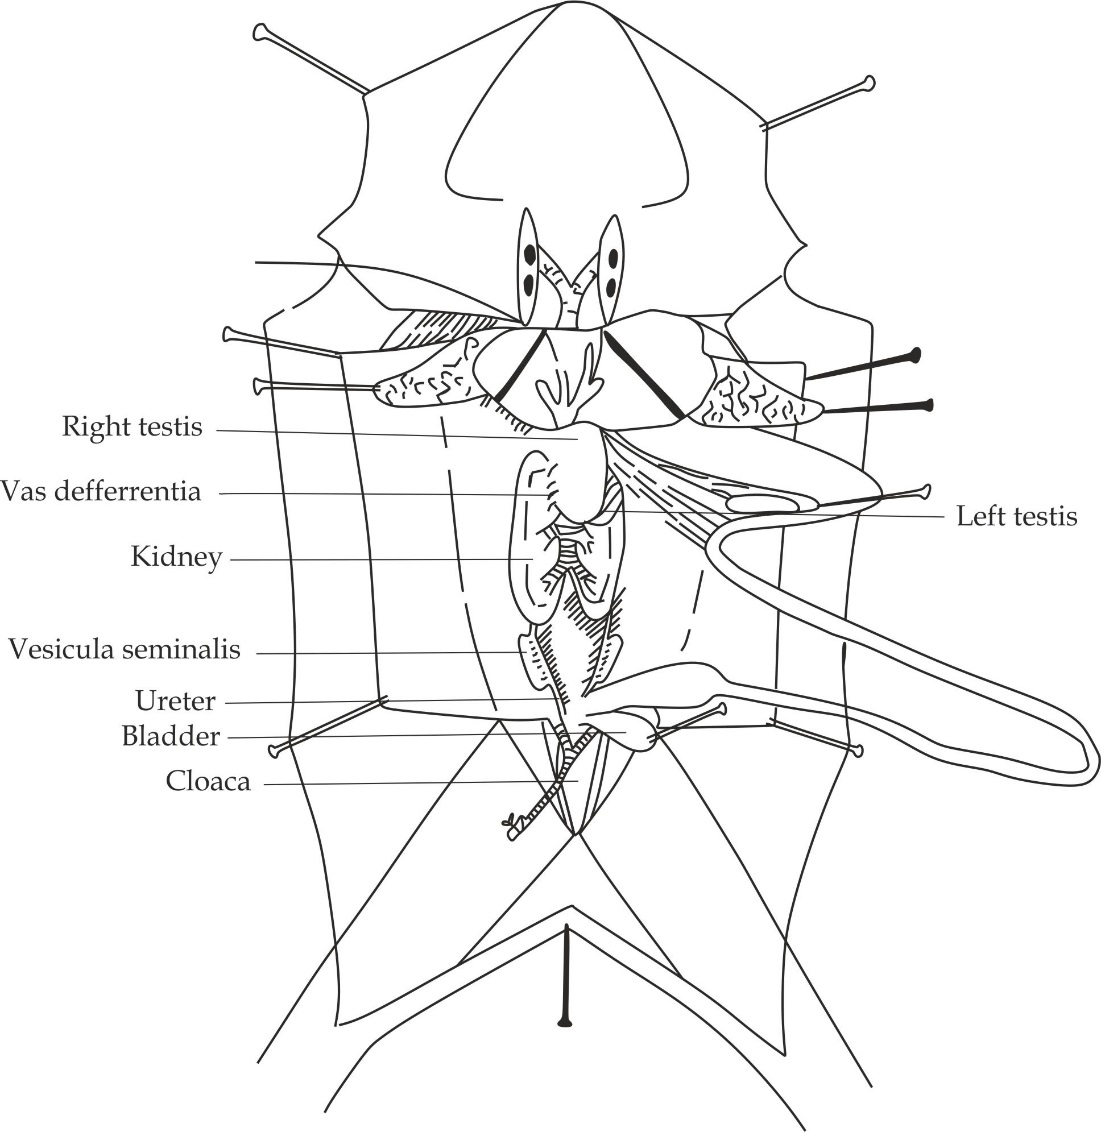 Right testis
Vas defferrentia
Left testis
Kidney
Vesicula seminalis
Ureter
Bladder
Cloaca